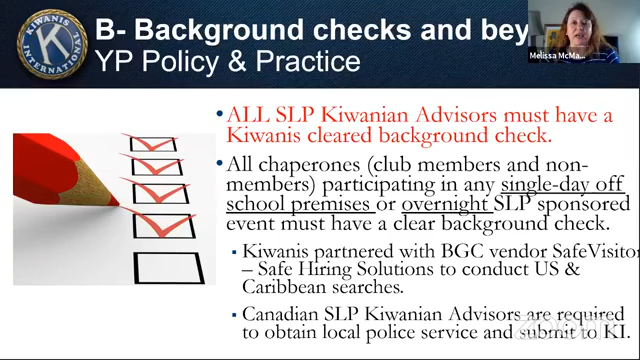 KIWANIS
INTERNATIONAL
B- Background checks and bey
YP Policy & Practice
Melissa McMa...
•ALL SLP Kiwanian Advisors must have a
Kiwanis cleared background check.
•All chaperones (club members and non-
members) participating in any single-day off
school premises or overnight SLP sponsored
event must have a clear background check.
▪ Kiwanis partnered with BGC vendor SafeVisitor
– Safe Hiring Solutions to conduct US &
Caribbean searches.
▪ Canadian SLP Kiwanian Advisors are required
to obtain local police service and submit to KI.
zoom